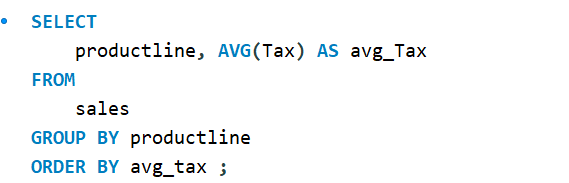 SELECT
productline, AVG(Tax) AS avg_Tax
FROM
sales
GROUP BY productline
ORDER BY avg_tax ;